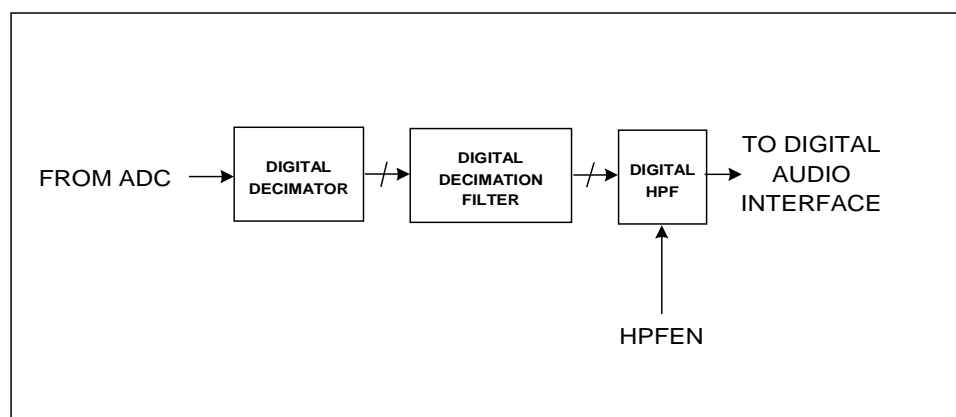 FROM ADC
DIGITAL
DECIMATOR
DIGITAL
DECIMATION
FILTER
DIGITAL
HPF
TO DIGITAL
AUDIO
INTERFACE
HPFEN